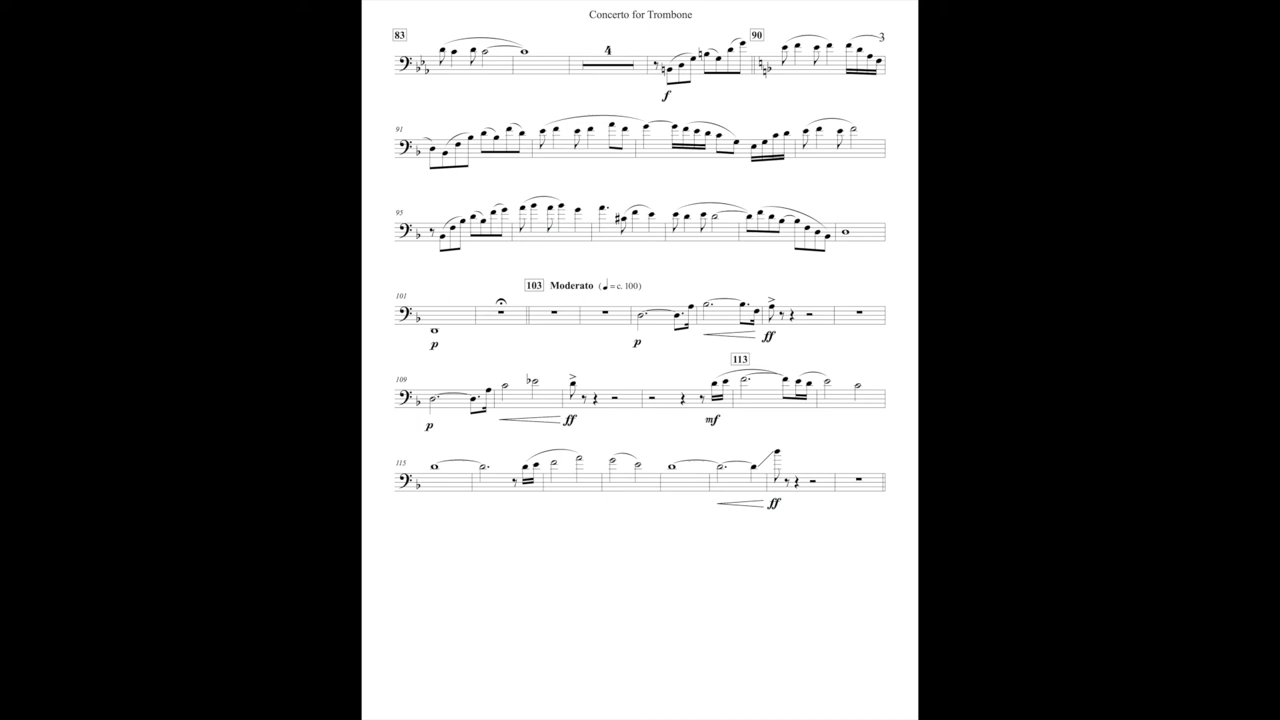 Concerto for Trombone
3
83
4
90
f
91
95
103 Moderato (♩ = c. 100)
101
p
p
ff
113
109
p
ff
mf
115
ff